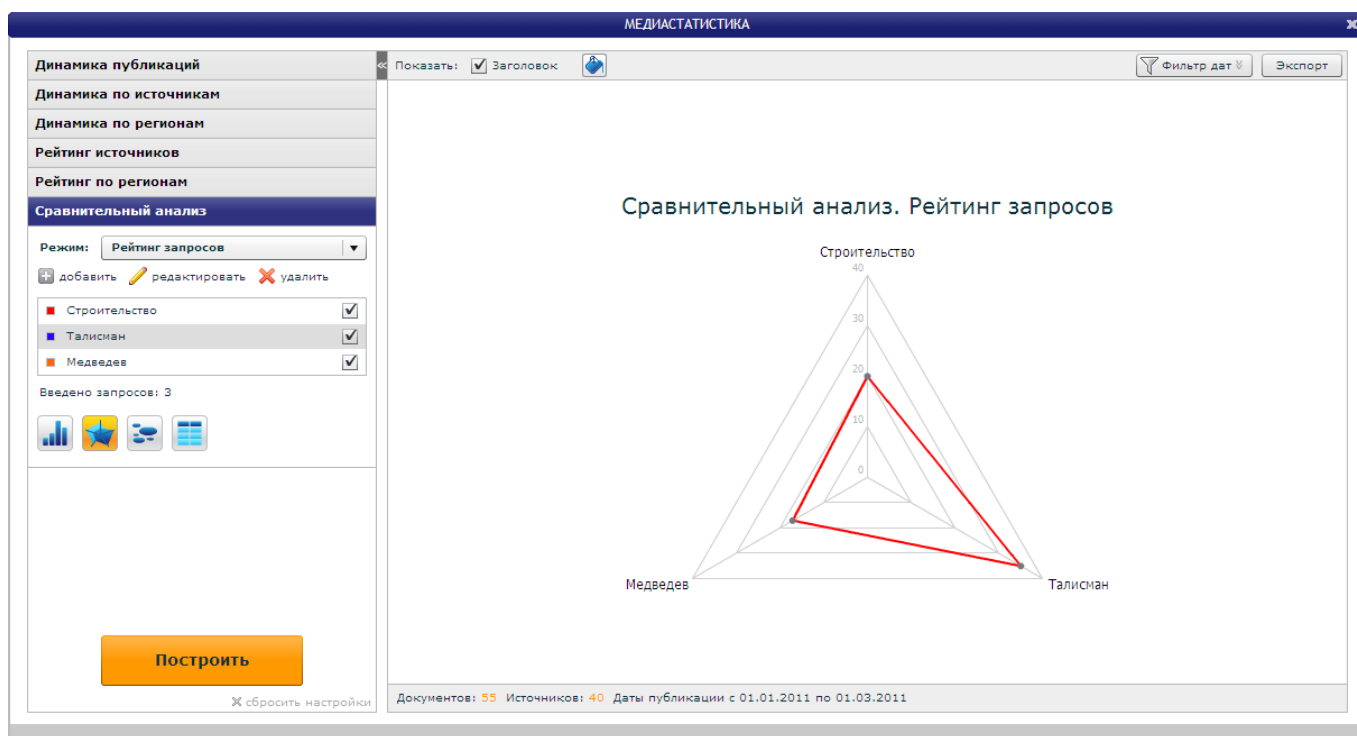 МЕДИАСТАТИСТИКА
Динамика публикаций
Динамика по источникам
Динамика по регионам
Рейтинг источников
Рейтинг по регионам
Сравнительный анализ
Режим: Рейтинг запросов
добавить редактировать удалить
Строительство
Талисман
Медведев
Введено запросов: 3
Построить
сбросить настройки
Показать: Заголовок
Фильтр дат
Экспорт
Сравнительный анализ. Рейтинг запросов
Строительство
40
30
20
10
0
Медведев
Талисман
Документов: 55 Источников: 40 Даты публикации с 01.01.2011 по 01.03.2011